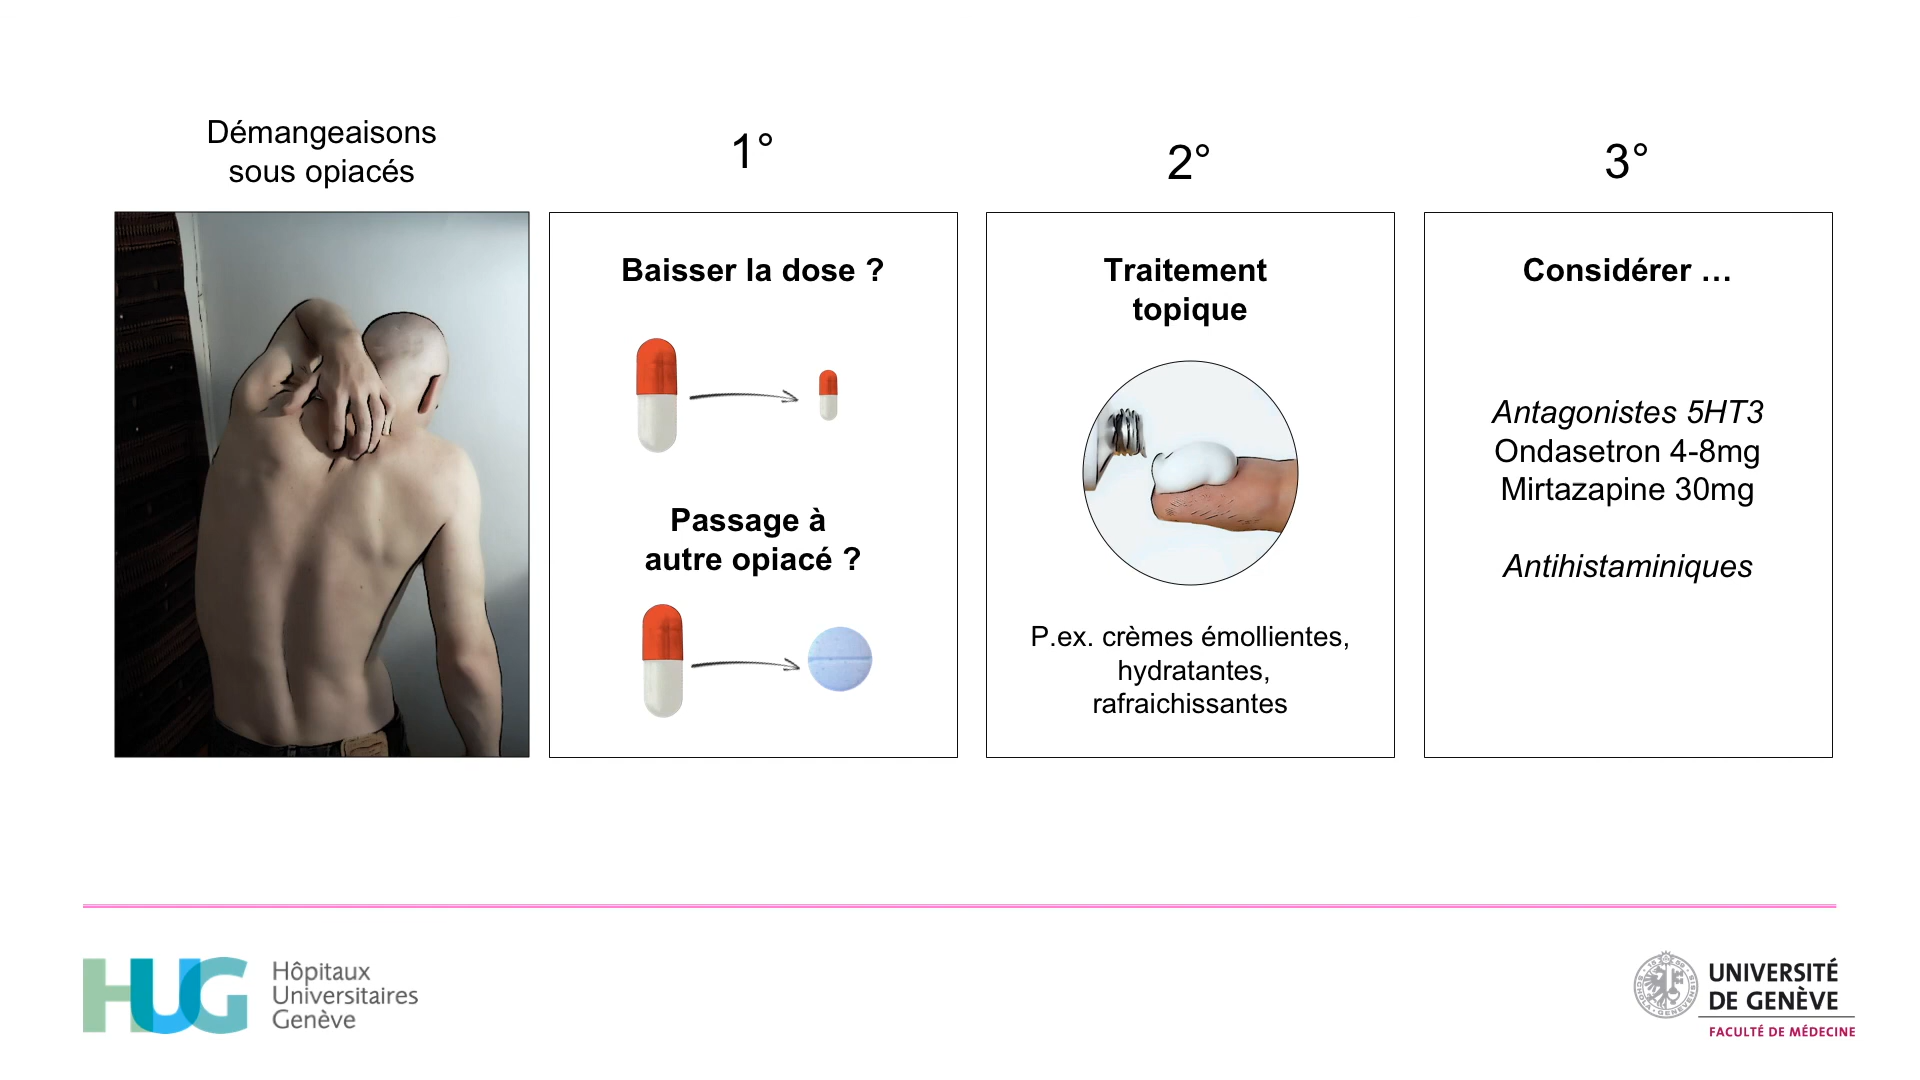 Démangeaisons
sous opiacés
1°
2°
3°
Baisser la dose ?
Passage à
autre opiacé ?
Traitement
topique
P.ex. crèmes émollientes,
hydratantes,
rafraichissantes
Considérer …
Antagonistes 5HT3
Ondasetron 4-8mg
Mirtazapine 30mg
Antihistaminiques
HUG
Hôpitaux
Universitaires
Genève
UNIVERSITÉ
DE GENÈVE
FACULTÉ DE MÉDECINE